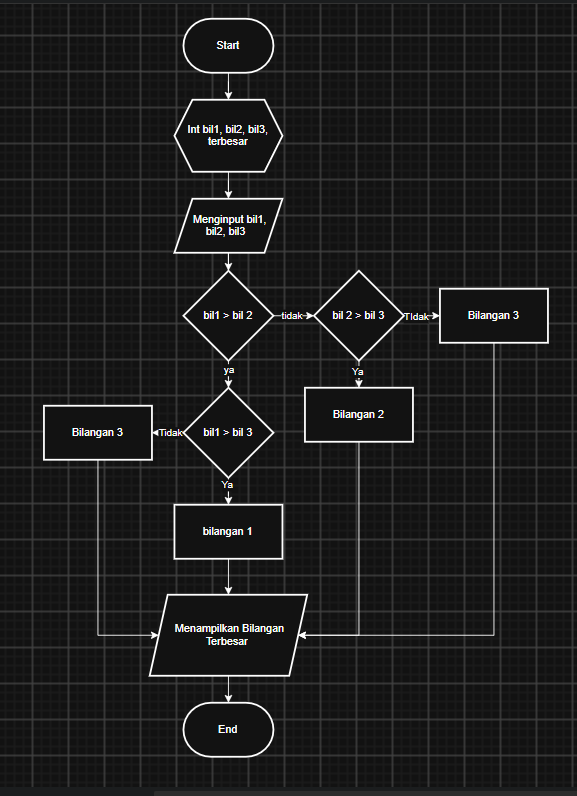 Start
Int bil1, bil2, bil3,
terbesar
Menginput bil1,
bil2, bil3
bil1 > bil 2
tidak
bil 2 > bil 3
TIdak
Bilangan 3
ya
Ya
Bilangan 2
Bilangan 3
Tidak
bil1 > bil 3
Ya
bilangan 1
Menampilkan Bilangan
Terbesar
End